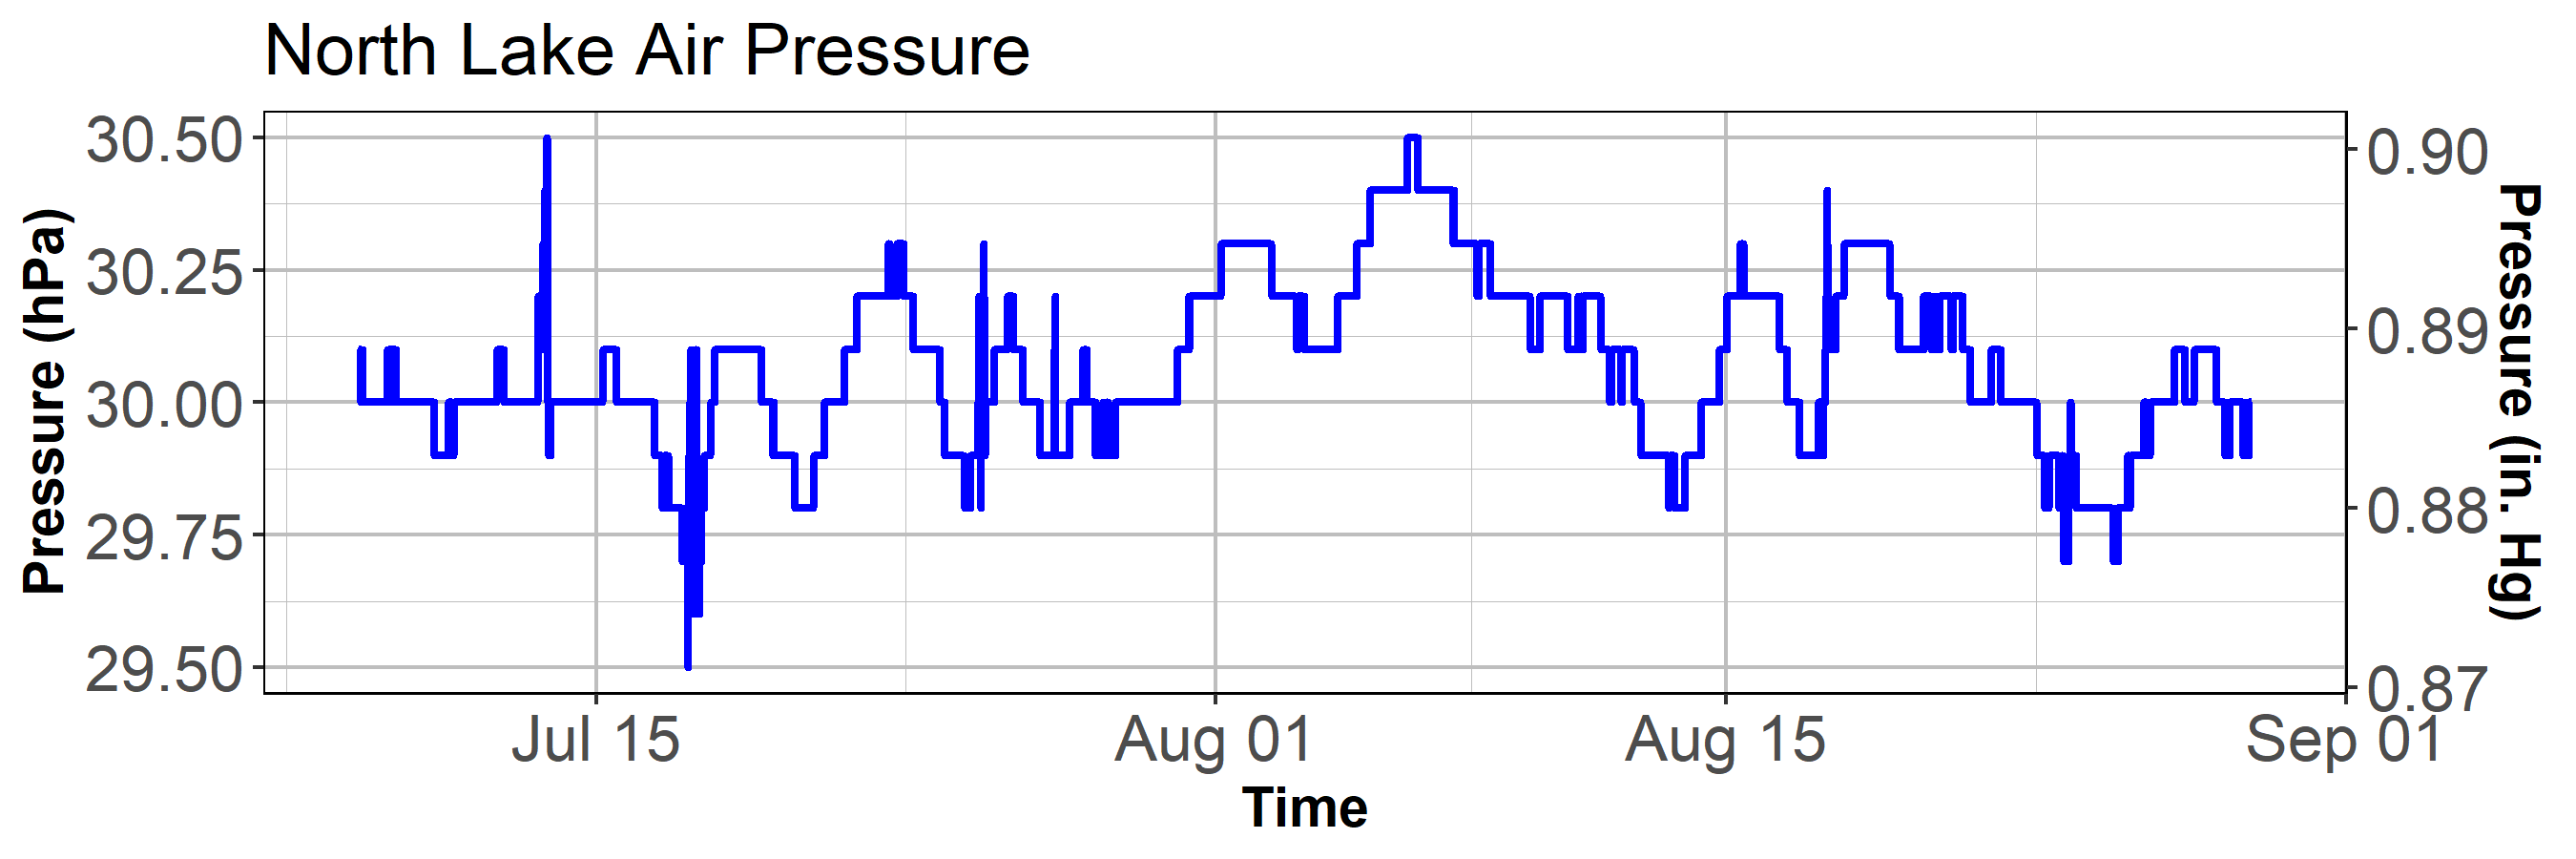 North Lake Air Pressure
Pressure (hPa)
30.50
30.25
30.00
29.75
29.50
0.90
0.89
0.88
0.87
Pressure (in. Hg)
Jul 15
Aug 01
Aug 15
Sep 01
Time